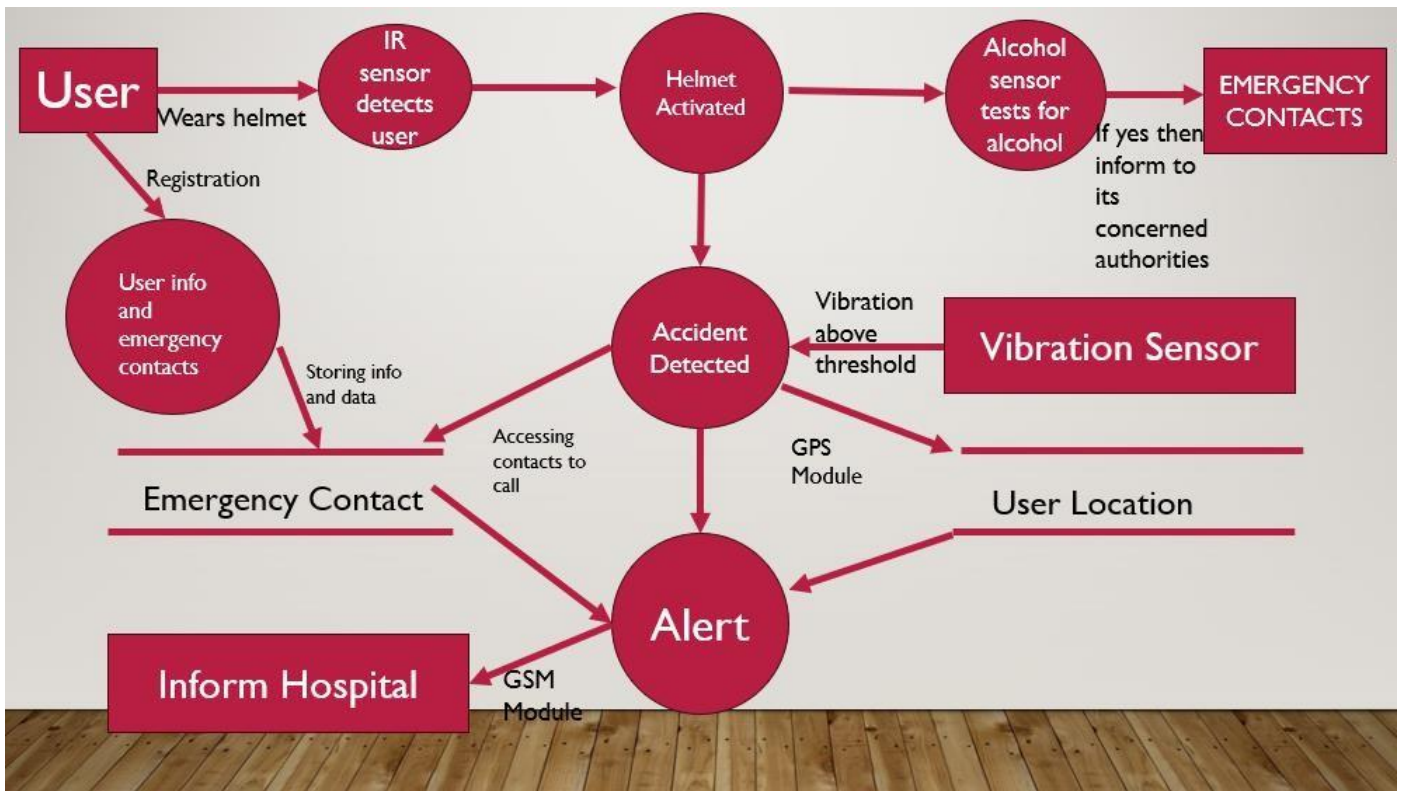 User
Wears helmet
IR
sensor
detects
user
Helmet
Activated
Alcohol
sensor
tests for
alcohol
EMERGENCY
CONTACTS
If yes then
inform to
its
concerned
authorities
Registration
User info
and
emergency
contacts
Storing info
and data
Accident
Detected
Vibration
above
threshold
Vibration Sensor
Accessing
contacts to
call
GPS
Module
Emergency Contact
User Location
Alert
Inform Hospital
GSM
Module